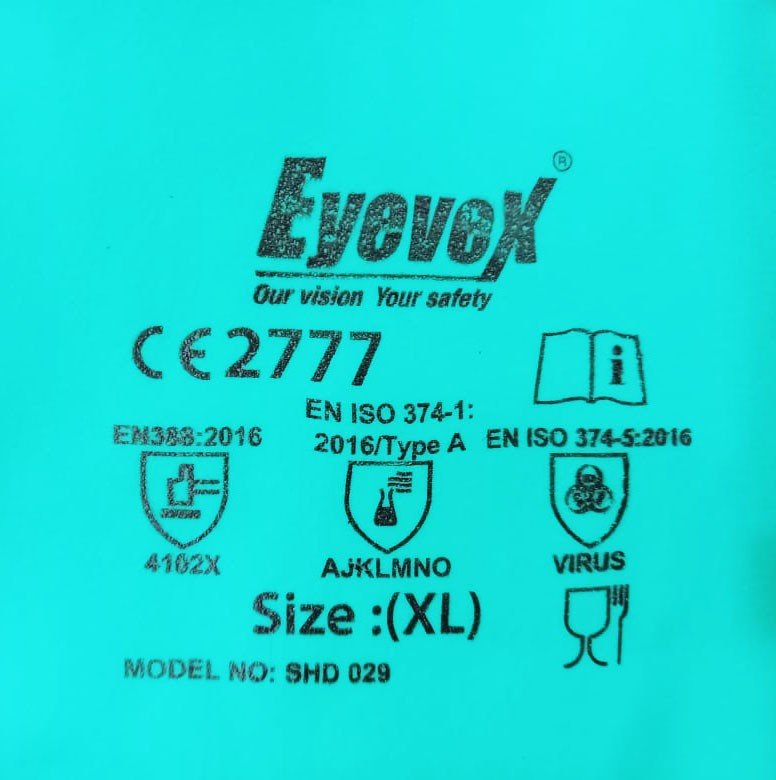 Eyevex®
Our vision Your safety
CE 2777
EN388:2016
4102X
EN ISO 374-1:
2016/Type A
AJKLMNO
EN ISO 374-5:2016
VIRUS
Size :(XL)
MODEL NO: SHD 029